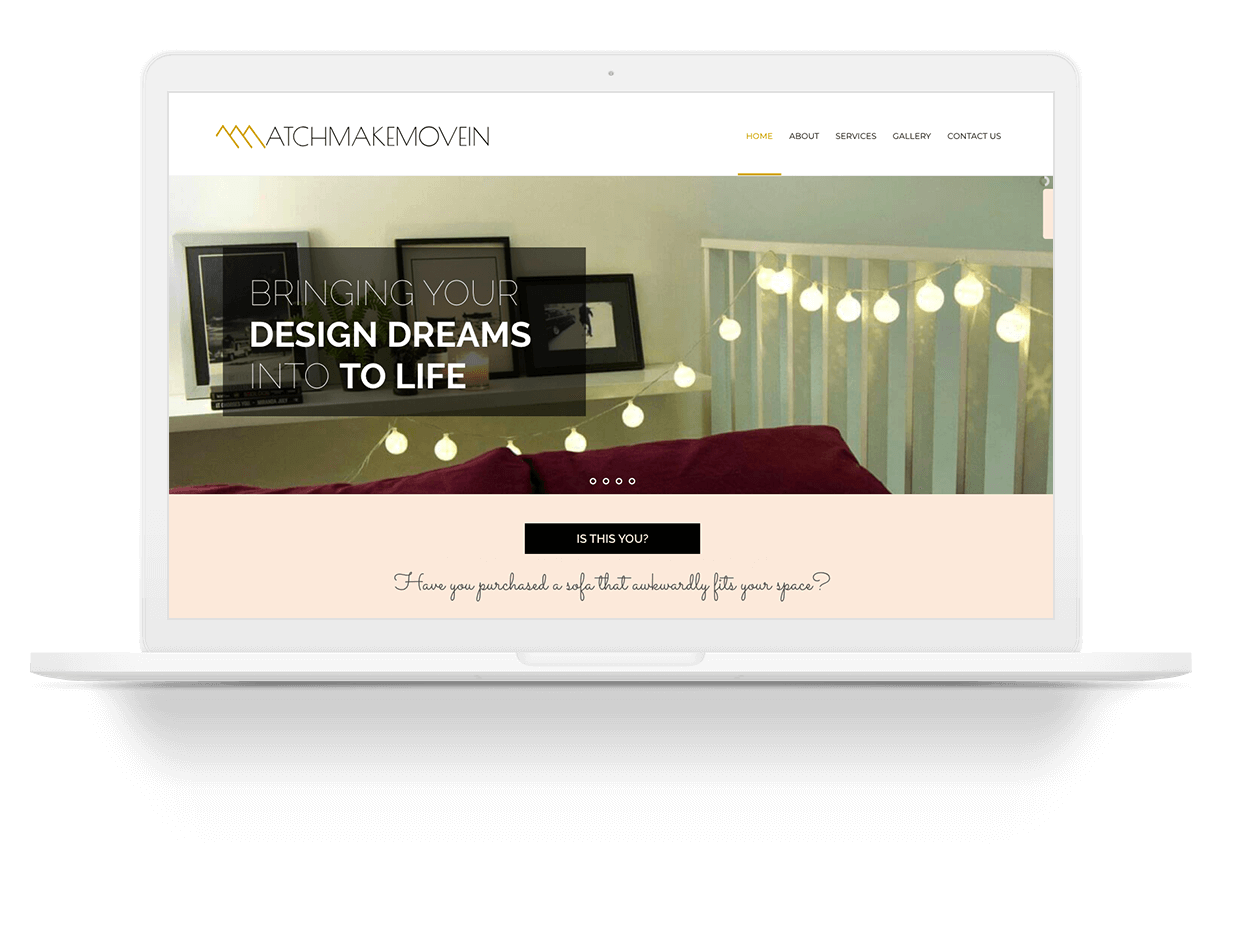 MATCHMAKEMOVEIN
HOME ABOUT SERVICES GALLERY CONTACT US
BRINGING YOUR
DESIGN DREAMS
INTO TO LIFE
IS THIS YOU?
Have you purchased a sofa that awkwardly fits your space?